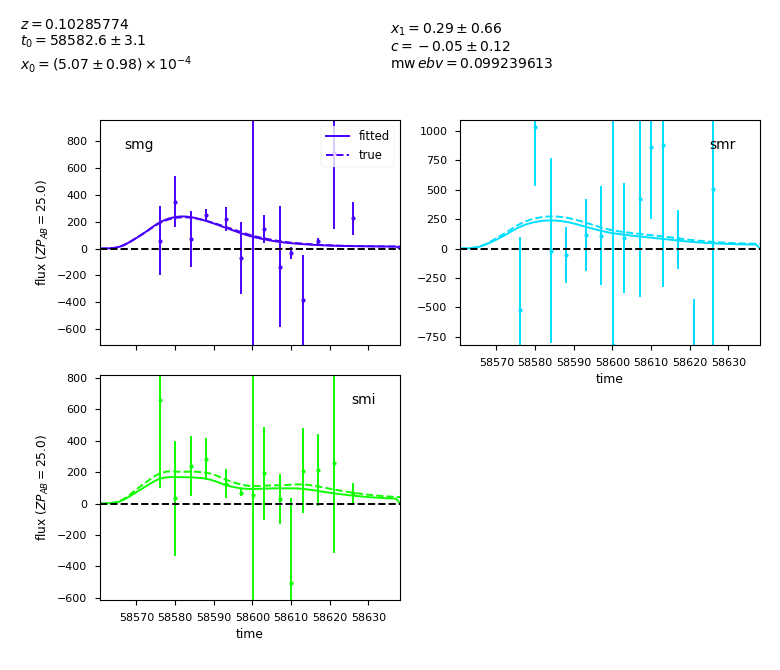 z = 0.10285774
t₀ = 58582.6 ± 3.1
x₀ = (5.07 ± 0.98) × 10⁻⁴
x₁ = 0.29 ± 0.66
c = −0.05 ± 0.12
mw ebv = 0.099239613
800
600
400
200
0
−200
−400
−600
flux (ZP_AB = 25.0)
smg
fitted
true
1000
750
500
250
0
−250
−500
−750
smr
58570 58580 58590 58600 58610 58620 58630
time
800
600
400
200
0
−200
−400
−600
flux (ZP_AB = 25.0)
smi
58570 58580 58590 58600 58610 58620 58630
time